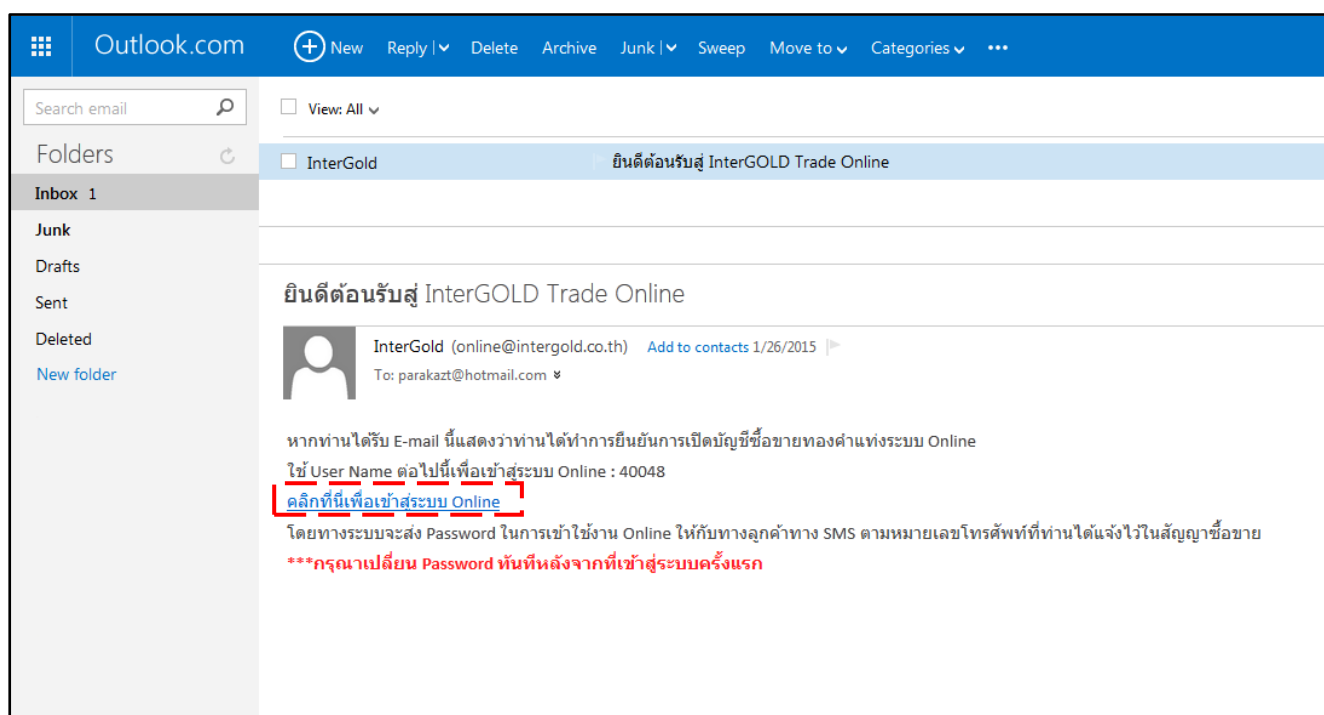 Outlook.com
New Reply Delete Archive Junk Sweep Move to Categories •••
Search email
View: All
Folders
InterGold ยินดีต้อนรับสู่ InterGOLD Trade Online
Inbox 1
Junk
Drafts
Sent
Deleted
New folder
ยินดีต้อนรับสู่ InterGOLD Trade Online
InterGold (online@intergold.co.th) Add to contacts 1/26/2015
To: parakazt@hotmail.com
หากท่านได้รับ E-mail นี้แสดงว่าท่านได้ทำการยืนยันการเปิดบัญชีซื้อขายทองคำแท่งระบบ Online
ใช้ User Name ต่อไปนี้เพื่อเข้าสู่ระบบ Online : 40048
คลิกที่นี่เพื่อเข้าสู่ระบบ Online
โดยทางระบบจะส่ง Password ในการเข้าใช้งาน Online ให้กับทางลูกค้าทาง SMS ตามหมายเลขโทรศัพท์ที่ท่านได้แจ้งไว้ในสัญญาซื้อขาย
***กรุณาเปลี่ยน Password ทันทีหลังจากที่เข้าสู่ระบบครั้งแรก